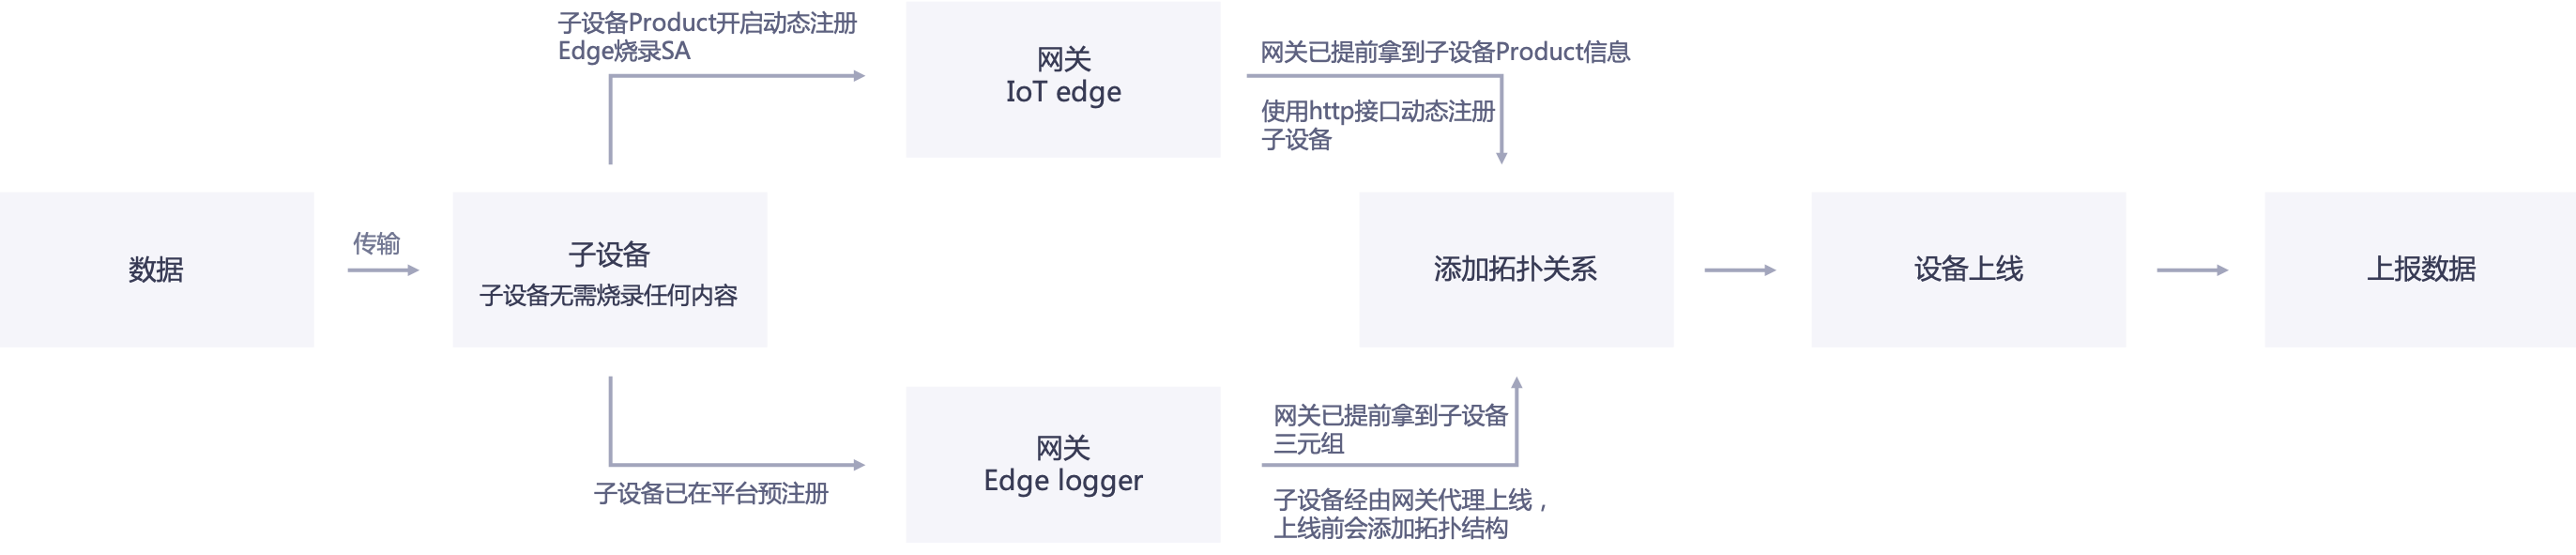 数据
传输
子设备
子设备无需烧录任何内容
子设备Product开启动态注册
Edge烧录SA
网关
IoT edge
网关已提前拿到子设备Product信息
使用http接口动态注册
子设备
子设备已在平台预注册
网关
Edge logger
网关已提前拿到子设备
三元组
子设备经由网关代理上线，
上线前会添加拓扑结构
添加拓扑关系
设备上线
上报数据